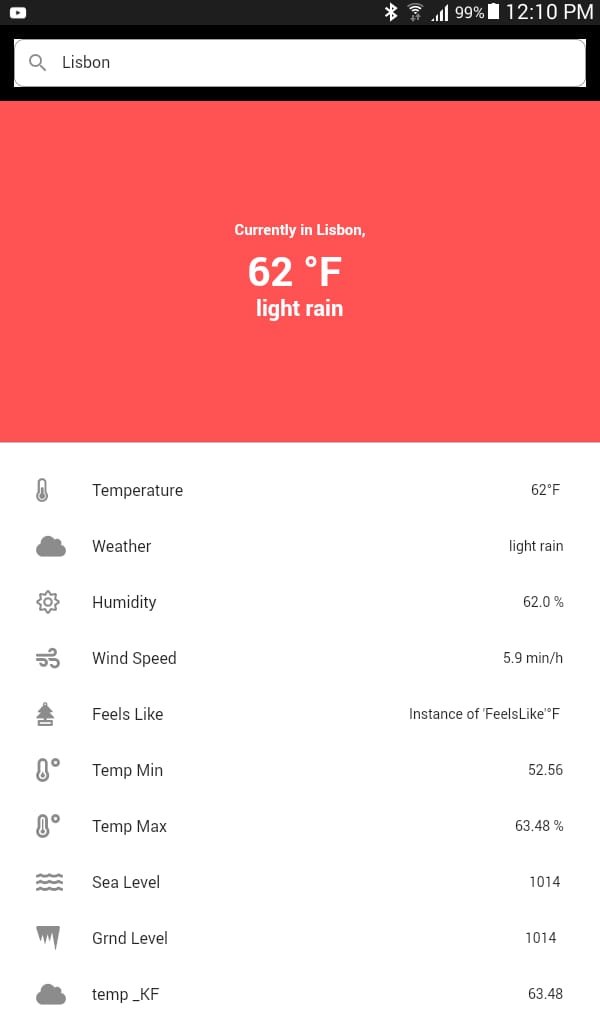 99% 12:10 PM
Lisbon
Currently in Lisbon,
62 °F
light rain
Temperature 62°F
Weather light rain
Humidity 62.0 %
Wind Speed 5.9 min/h
Feels Like Instance of 'FeelsLike'°F
Temp Min 52.56
Temp Max 63.48 %
Sea Level 1014
Grnd Level 1014
temp _KF 63.48